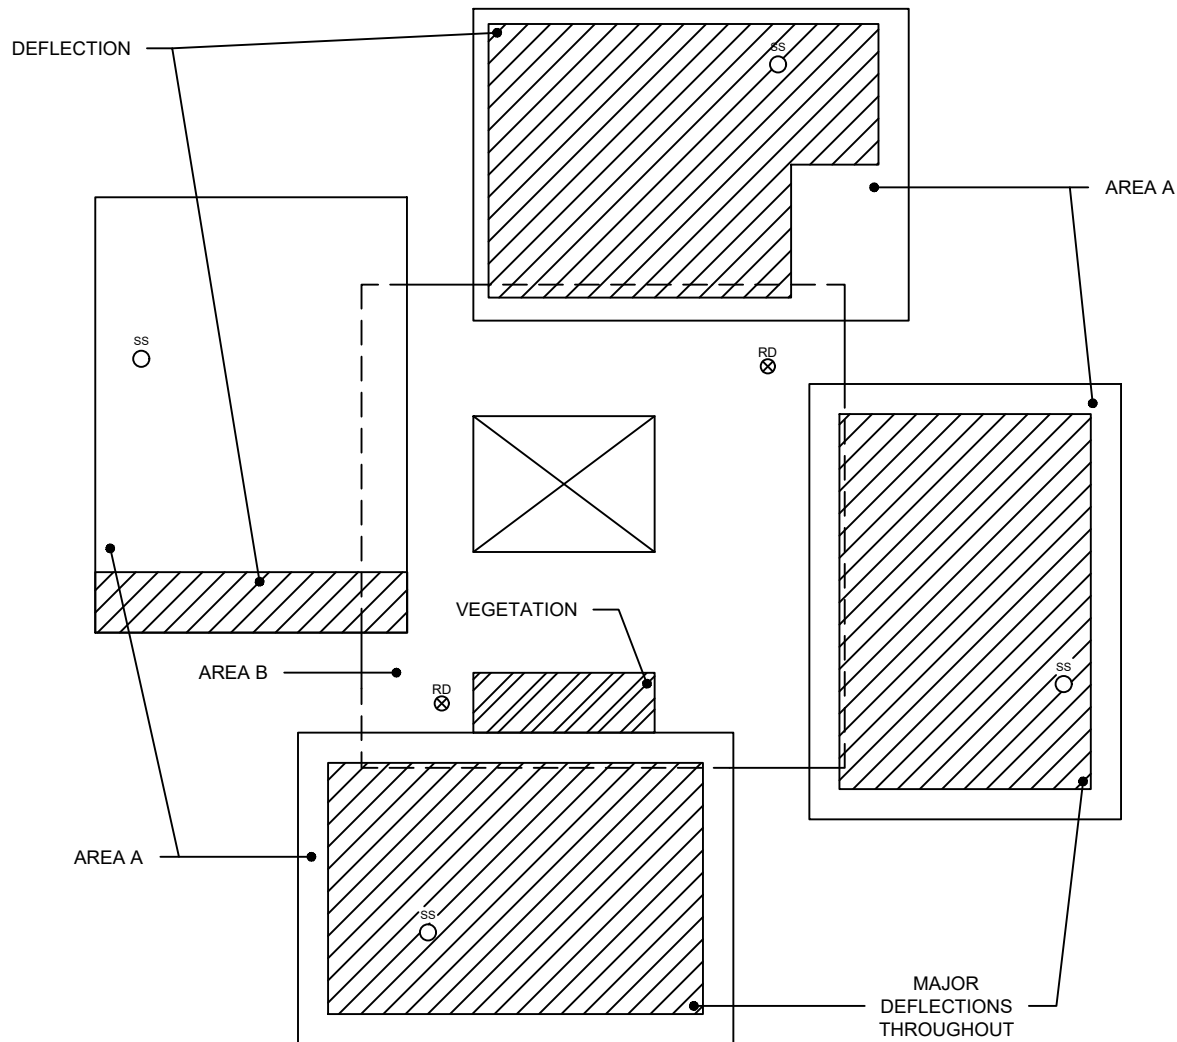 DEFLECTION
SS
AREA A
SS
RD
VEGETATION
AREA B
SS
RD
AREA A
SS
MAJOR
DEFLECTIONS
THROUGHOUT